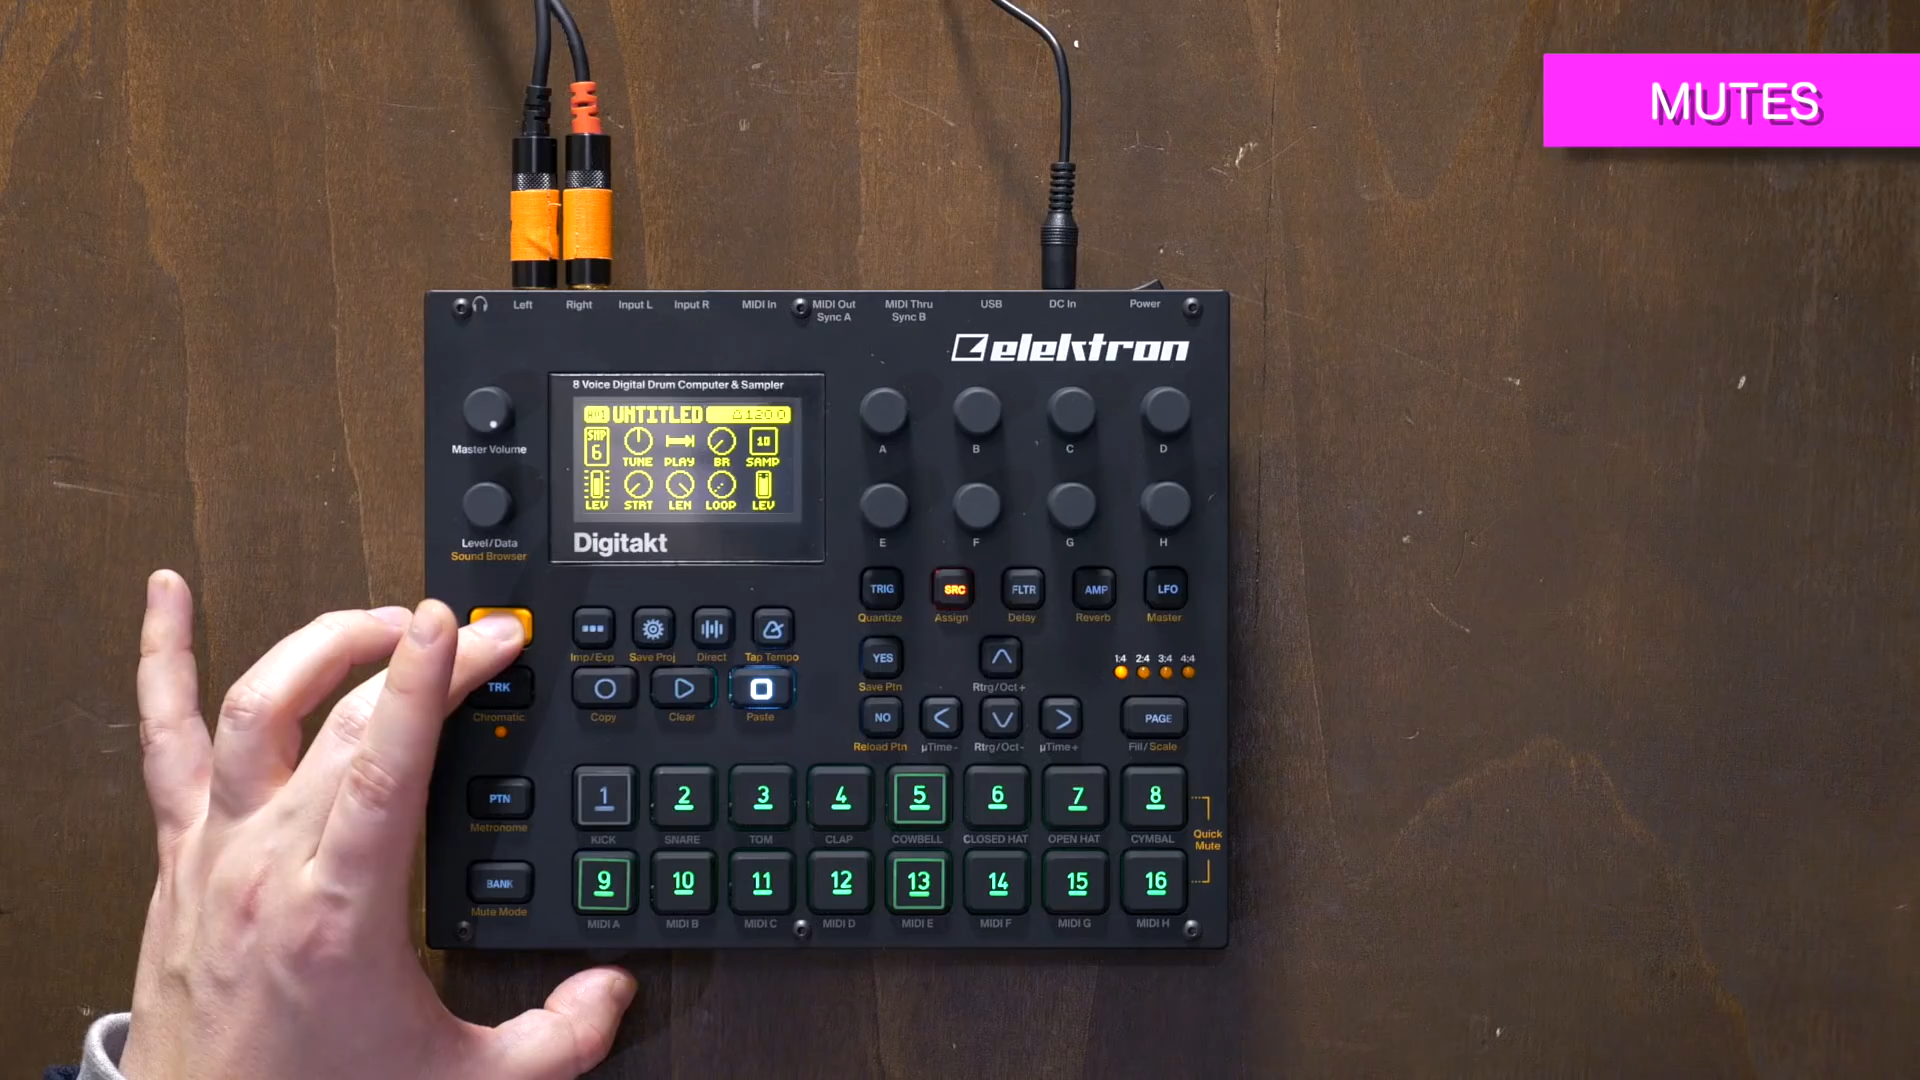 MUTES
Left Right Input L Input R MIDI In MIDI Out MIDI Thru USB DC In Power
Sync A Sync B
elektron
8 Voice Digital Drum Computer & Sampler
UNTITLED
SMP
6
10
TUNE PLAY BR SAMP
LEV STRT LEN LOOP LEV
Digitakt
Master Volume
Level/Data
Sound Browser
A B C D
E F G H
TRIG SRC FLTR AMP LFO
Quantize Assign Delay Reverb Master
Imp/Exp Save Proj Direct Tap Tempo
YES
Save Ptn Rtrg/Oct+
1:4 2:4 3:4 4:4
TRK
Chromatic
Copy Clear Paste
NO PAGE
Reload Ptn µTime- Rtrg/Oct- µTime+ Fill/Scale
PTN
Metronome
1 2 3 4 5 6 7 8
KICK SNARE TOM CLAP COWBELL CLOSED HAT OPEN HAT CYMBAL
Quick
Mute
BANK
Mute Mode
9 10 11 12 13 14 15 16
MIDI A MIDI B MIDI C MIDI D MIDI E MIDI F MIDI G MIDI H